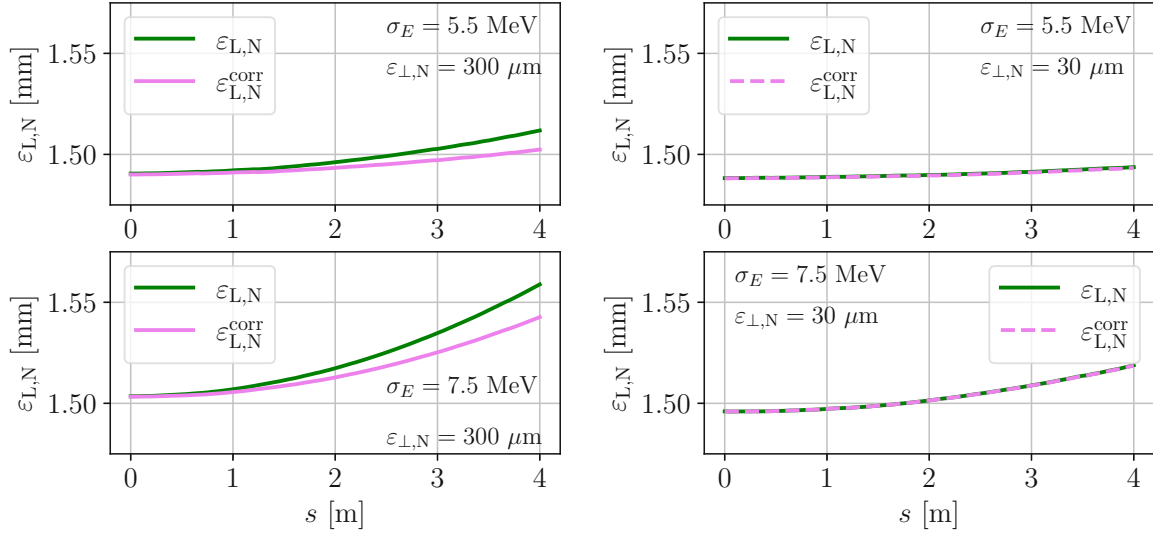 ε_L,N [mm]
1.55
1.50
ε_L,N
ε_L,N^corr
σ_E = 5.5 MeV
ε_⊥,N = 300 μm
0 1 2 3 4
ε_L,N [mm]
1.55
1.50
ε_L,N
ε_L,N^corr
σ_E = 5.5 MeV
ε_⊥,N = 30 μm
0 1 2 3 4
ε_L,N [mm]
1.55
1.50
ε_L,N
ε_L,N^corr
σ_E = 7.5 MeV
ε_⊥,N = 300 μm
0 1 2 3 4
s [m]
ε_L,N [mm]
1.55
1.50
σ_E = 7.5 MeV
ε_⊥,N = 30 μm
ε_L,N
ε_L,N^corr
0 1 2 3 4
s [m]